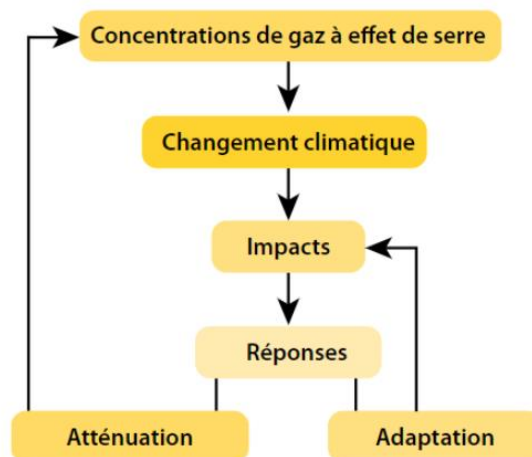 Concentrations de gaz à effet de serre
Changement climatique
Impacts
Réponses
Atténuation
Adaptation